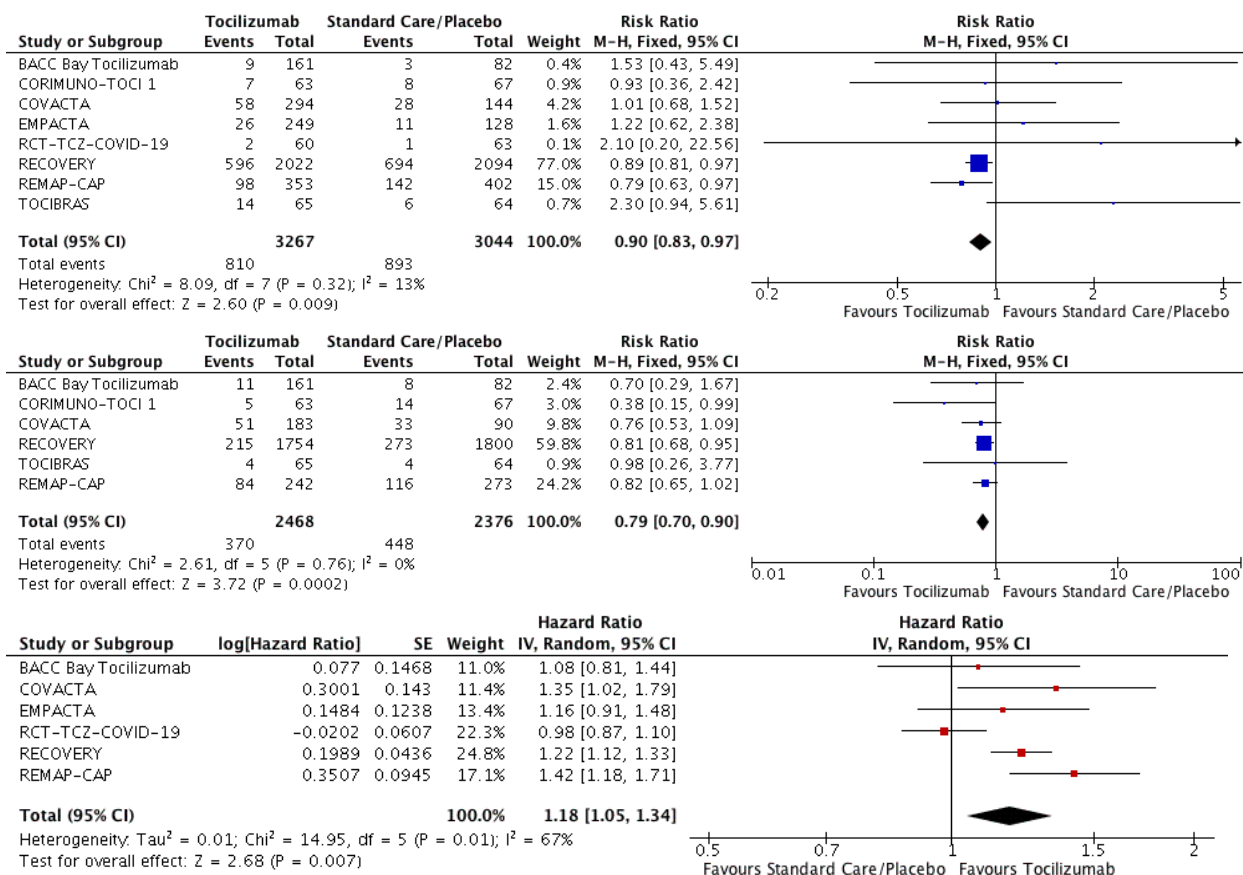 Tocilizumab Standard Care/Placebo Risk Ratio Risk Ratio
Study or Subgroup Events Total Events Total Weight M-H, Fixed, 95% CI M-H, Fixed, 95% CI
BACC Bay Tocilizumab 9 161 3 82 0.4% 1.53 [0.43, 5.49]
CORIMUNO-TOCI 1 7 63 8 67 0.9% 0.93 [0.36, 2.42]
COVACTA 58 294 28 144 4.2% 1.01 [0.68, 1.52]
EMPACTA 26 249 11 128 1.6% 1.22 [0.62, 2.38]
RCT-TCZ-COVID-19 2 60 1 63 0.1% 2.10 [0.20, 22.56]
RECOVERY 596 2022 694 2094 77.0% 0.89 [0.81, 0.97]
REMAP-CAP 98 353 142 402 15.0% 0.79 [0.63, 0.97]
TOCIBRAS 14 65 6 64 0.7% 2.30 [0.94, 5.61]
Total (95% CI) 3267 3044 100.0% 0.90 [0.83, 0.97]
Total events 810 893
Heterogeneity: Chi² = 8.09, df = 7 (P = 0.32); I² = 13%
Test for overall effect: Z = 2.60 (P = 0.009)
0.2 0.5 1 2 5
Favours Tocilizumab Favours Standard Care/Placebo
Tocilizumab Standard Care/Placebo Risk Ratio Risk Ratio
Study or Subgroup Events Total Events Total Weight M-H, Fixed, 95% CI M-H, Fixed, 95% CI
BACC Bay Tocilizumab 11 161 8 82 2.4% 0.70 [0.29, 1.67]
CORIMUNO-TOCI 1 5 63 14 67 3.0% 0.38 [0.15, 0.99]
COVACTA 51 183 33 90 9.8% 0.76 [0.53, 1.09]
RECOVERY 215 1754 273 1800 59.8% 0.81 [0.68, 0.95]
TOCIBRAS 4 65 4 64 0.9% 0.98 [0.26, 3.77]
REMAP-CAP 84 242 116 273 24.2% 0.82 [0.65, 1.02]
Total (95% CI) 2468 2376 100.0% 0.79 [0.70, 0.90]
Total events 370 448
Heterogeneity: Chi² = 2.61, df = 5 (P = 0.76); I² = 0%
Test for overall effect: Z = 3.72 (P = 0.0002)
0.01 0.1 1 10 100
Favours Tocilizumab Favours Standard Care/Placebo
Hazard Ratio Hazard Ratio
Study or Subgroup log[Hazard Ratio] SE Weight IV, Random, 95% CI IV, Random, 95% CI
BACC Bay Tocilizumab 0.077 0.1468 11.0% 1.08 [0.81, 1.44]
COVACTA 0.3001 0.143 11.4% 1.35 [1.02, 1.79]
EMPACTA 0.1484 0.1238 13.4% 1.16 [0.91, 1.48]
RCT-TCZ-COVID-19 -0.0202 0.0607 22.3% 0.98 [0.87, 1.10]
RECOVERY 0.1989 0.0436 24.8% 1.22 [1.12, 1.33]
REMAP-CAP 0.3507 0.0945 17.1% 1.42 [1.18, 1.71]
Total (95% CI) 100.0% 1.18 [1.05, 1.34]
Heterogeneity: Tau² = 0.01; Chi² = 14.95, df = 5 (P = 0.01); I² = 67%
Test for overall effect: Z = 2.68 (P = 0.007)
0.5 0.7 1 1.5 2
Favours Standard Care/Placebo Favours Tocilizumab